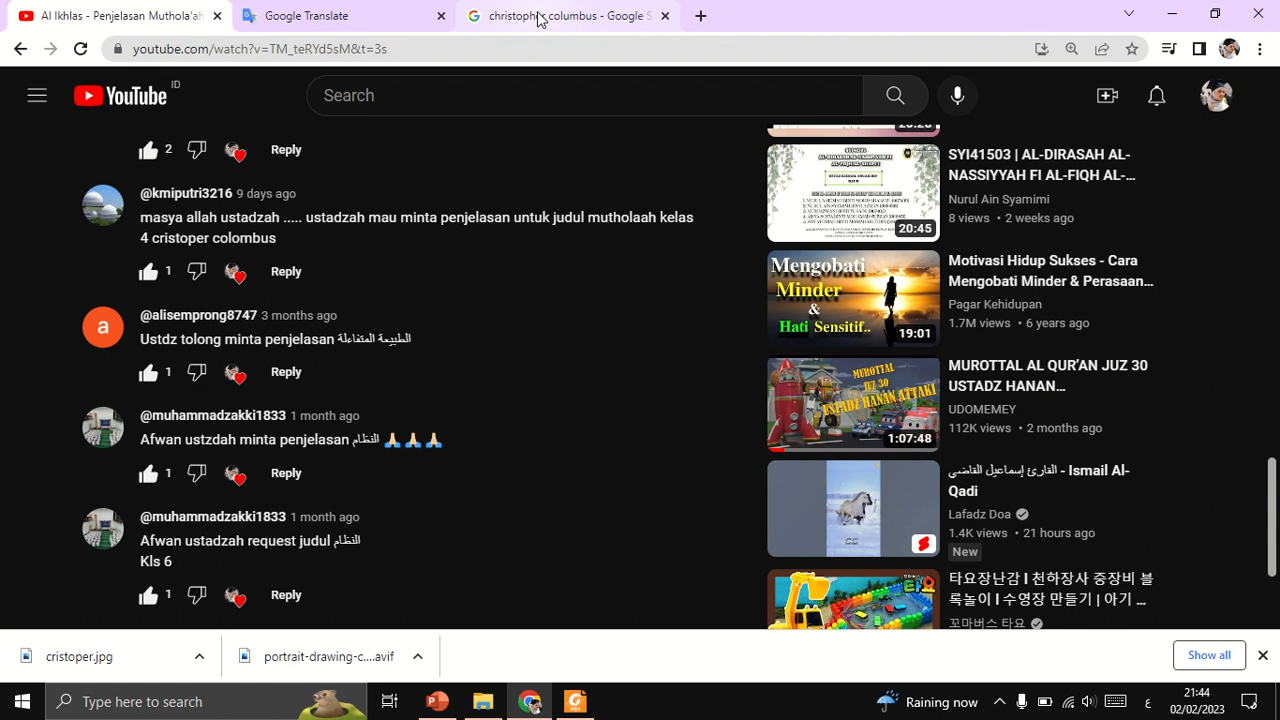 Al Ikhlas - Penjelasan Muthola'ah
Google Translate
christopher columbus - Google S
youtube.com/watch?v=TM_teRYd5sM&t=3s
YouTube ID
Search
2
Reply
9 days ago
allah ustadzah ..... ustadzah mau minta penjelasan untuk judul mutholaah kelas
colombus
1
Reply
@alisemprong8747 3 months ago
Ustdz tolong minta penjelasan الطبيعة المتفاءلة
1
Reply
@muhammadzakki1833 1 month ago
Afwan ustzdah minta penjelasan النظام 🙏🏻🙏🏻🙏🏻
1
Reply
@muhammadzakki1833 1 month ago
Afwan ustadzah request judul النظام
Kls 6
1
Reply
SYI41503 | AL-DIRASAH AL-
NASSIYYAH FI AL-FIQH AL-...
Nurul Ain Syamimi
8 views • 2 weeks ago
20:45
Mengobati
Minder
&
Hati Sensitif..
19:01
Motivasi Hidup Sukses - Cara
Mengobati Minder & Perasaan...
Pagar Kehidupan
1.7M views • 6 years ago
MUROTTAL
JUZ 30
USTADZ HANAN ATTAKI
1:07:48
MUROTTAL AL QUR'AN JUZ 30
USTADZ HANAN...
UDOMEMEY
112K views • 2 months ago
القارئ إسماعيل القاضي - Ismail Al-
Qadi
Lafadz Doa
1.4K views • 21 hours ago
New
타요장난감 l 천하장사 중장비 블
록놀이 l 수영장 만들기 | 아기 ...
꼬마버스 타요
cristoper.jpg
portrait-drawing-c....avif
Show all
Type here to search
Raining now
ع
21:44
02/02/2023